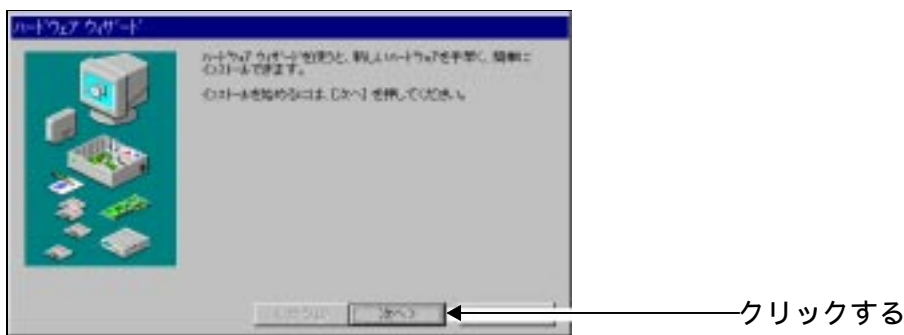 ハードウェア ウィザード
ハードウェア ウィザードを使うと、新しいハードウェアを手早く、簡単に
インストールできます。
インストールを始めるには、[次へ] を押してください。
次へ>
クリックする